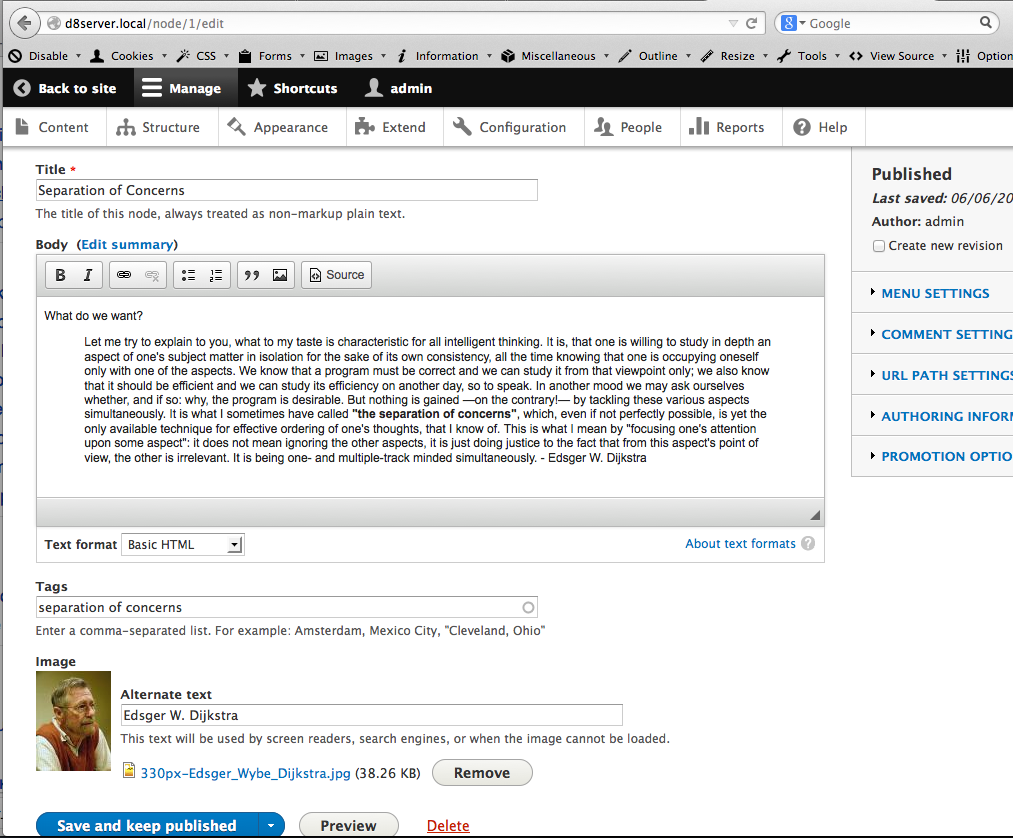 d8server.local/node/1/edit
Google
Disable Cookies CSS Forms Images Information Miscellaneous Outline Resize Tools View Source Option
Back to site Manage Shortcuts admin
Content Structure Appearance Extend Configuration People Reports Help
Title *
Separation of Concerns
The title of this node, always treated as non-markup plain text.
Body (Edit summary)
B I Source
What do we want?
Let me try to explain to you, what to my taste is characteristic for all intelligent thinking. It is, that one is willing to study in depth an
aspect of one's subject matter in isolation for the sake of its own consistency, all the time knowing that one is occupying oneself
only with one of the aspects. We know that a program must be correct and we can study it from that viewpoint only; we also know
that it should be efficient and we can study its efficiency on another day, so to speak. In another mood we may ask ourselves
whether, and if so: why, the program is desirable. But nothing is gained —on the contrary!— by tackling these various aspects
simultaneously. It is what I sometimes have called "the separation of concerns", which, even if not perfectly possible, is yet the
only available technique for effective ordering of one's thoughts, that I know of. This is what I mean by "focusing one's attention
upon some aspect": it does not mean ignoring the other aspects, it is just doing justice to the fact that from this aspect's point of
view, the other is irrelevant. It is being one- and multiple-track minded simultaneously. - Edsger W. Dijkstra
Text format Basic HTML
About text formats ?
Tags
separation of concerns
Enter a comma-separated list. For example: Amsterdam, Mexico City, "Cleveland, Ohio"
Image
Alternate text
Edsger W. Dijkstra
This text will be used by screen readers, search engines, or when the image cannot be loaded.
330px-Edsger_Wybe_Dijkstra.jpg (38.26 KB) Remove
Save and keep published Preview Delete
Published
Last saved: 06/06/20
Author: admin
Create new revision
MENU SETTINGS
COMMENT SETTING
URL PATH SETTINGS
AUTHORING INFORM
PROMOTION OPTIO